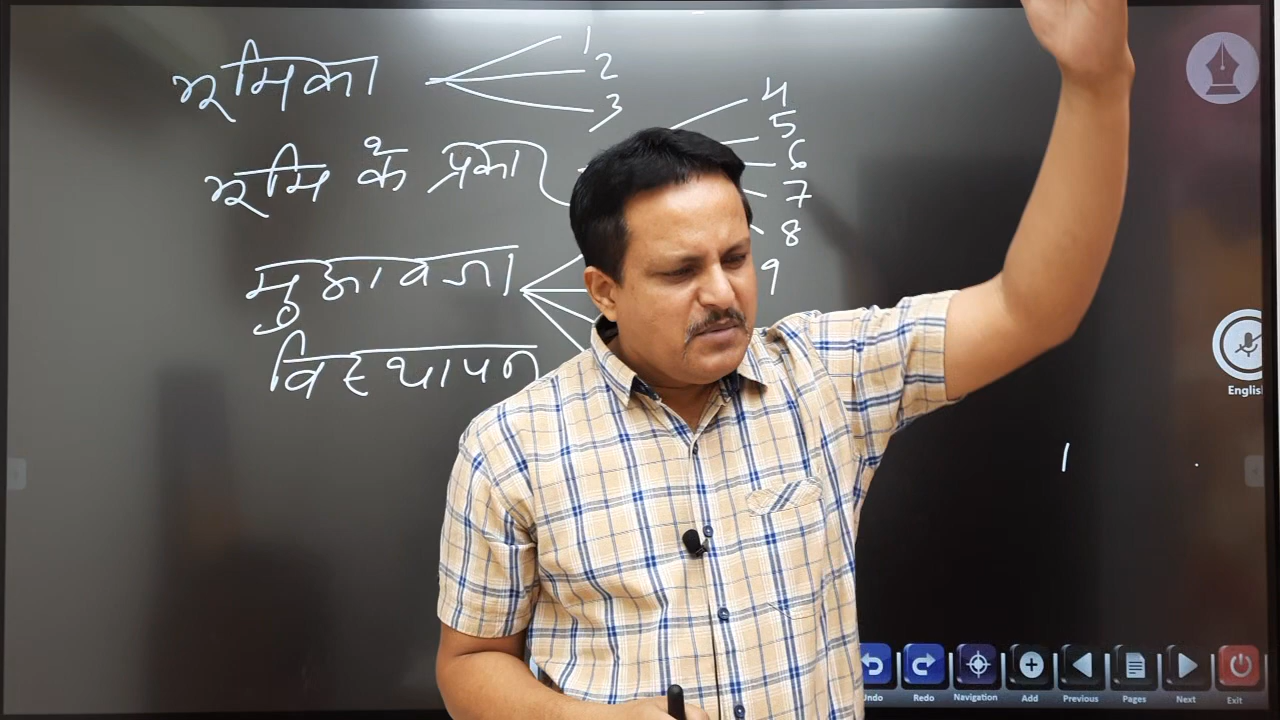 भूमिका 1
2
3
भूमि के प्रकार 4
5
6
7
8
मुआवजा 9
विस्थापन
English
Undo Redo Navigation Add Previous Pages Next Exit